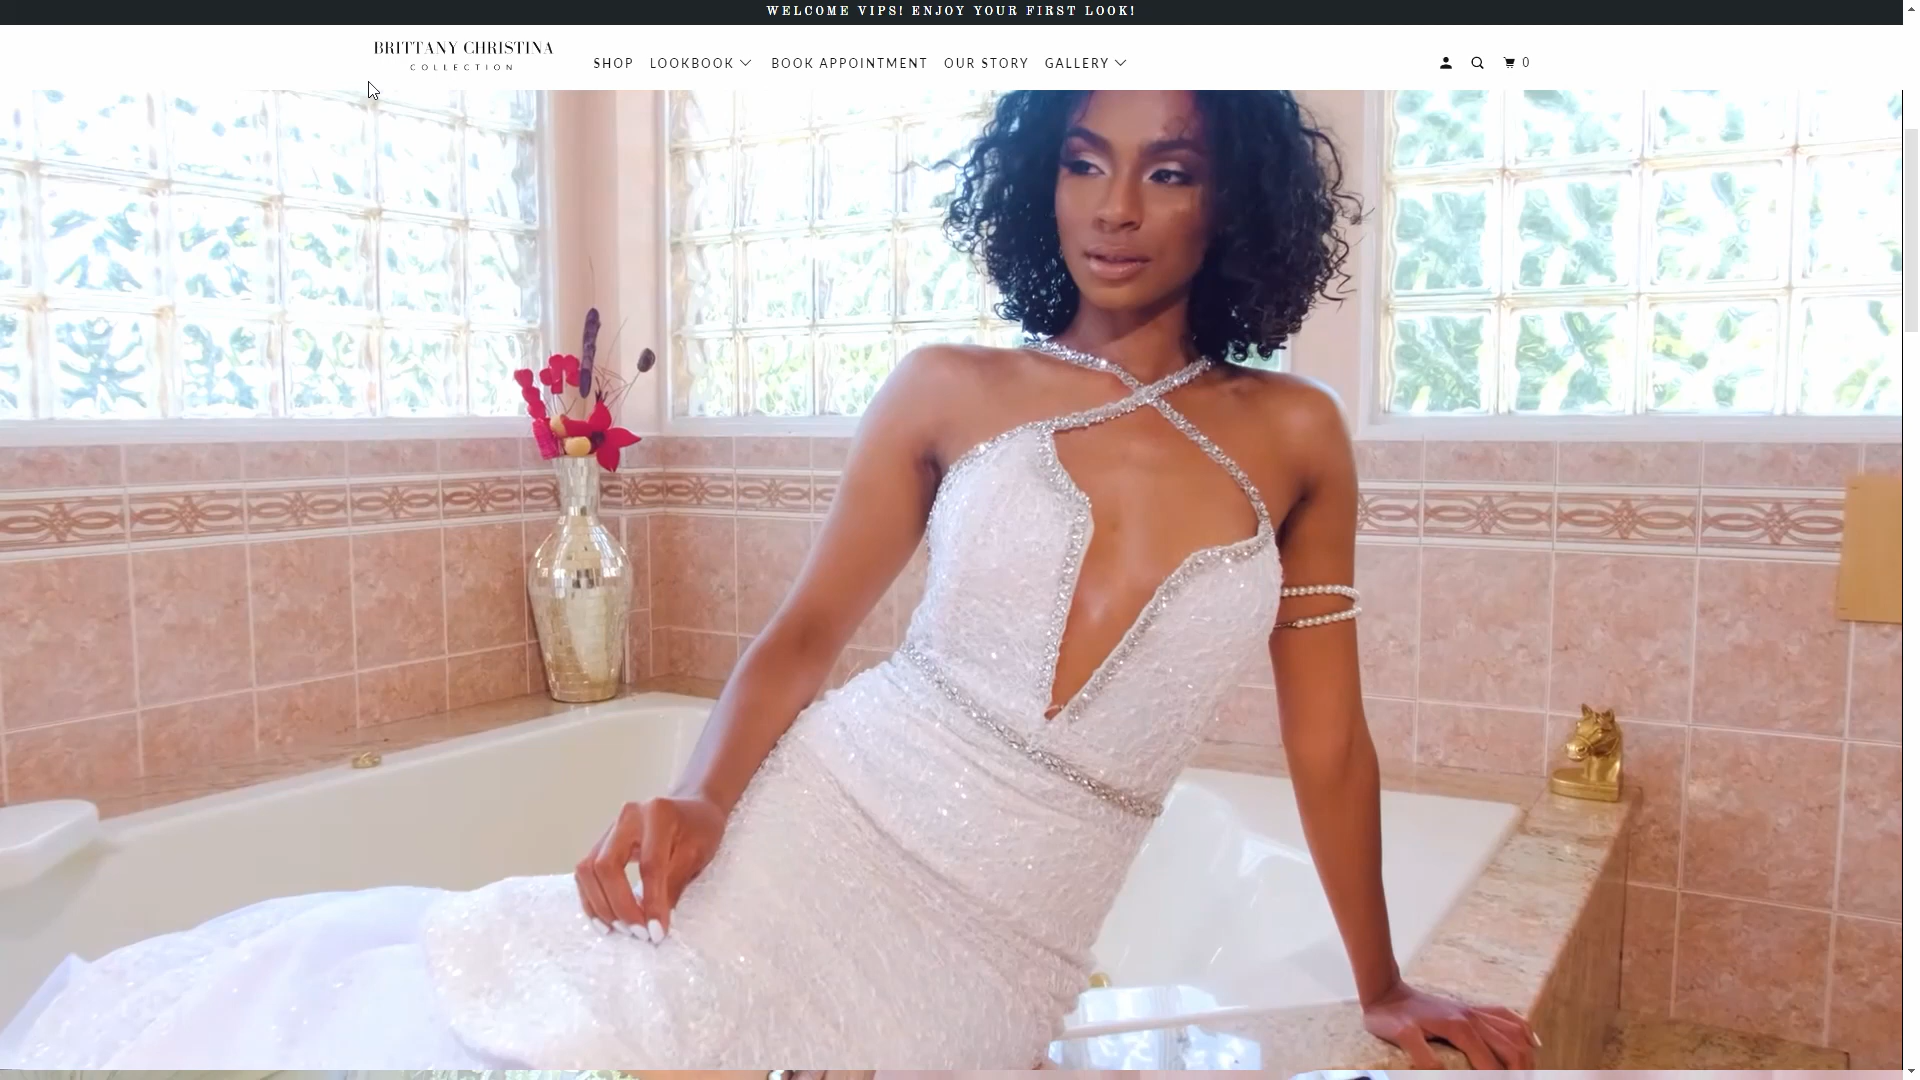 WELCOME VIPS! ENJOY YOUR FIRST LOOK!
BRITTANY CHRISTINA
COLLECTION
SHOP LOOKBOOK BOOK APPOINTMENT OUR STORY GALLERY 0